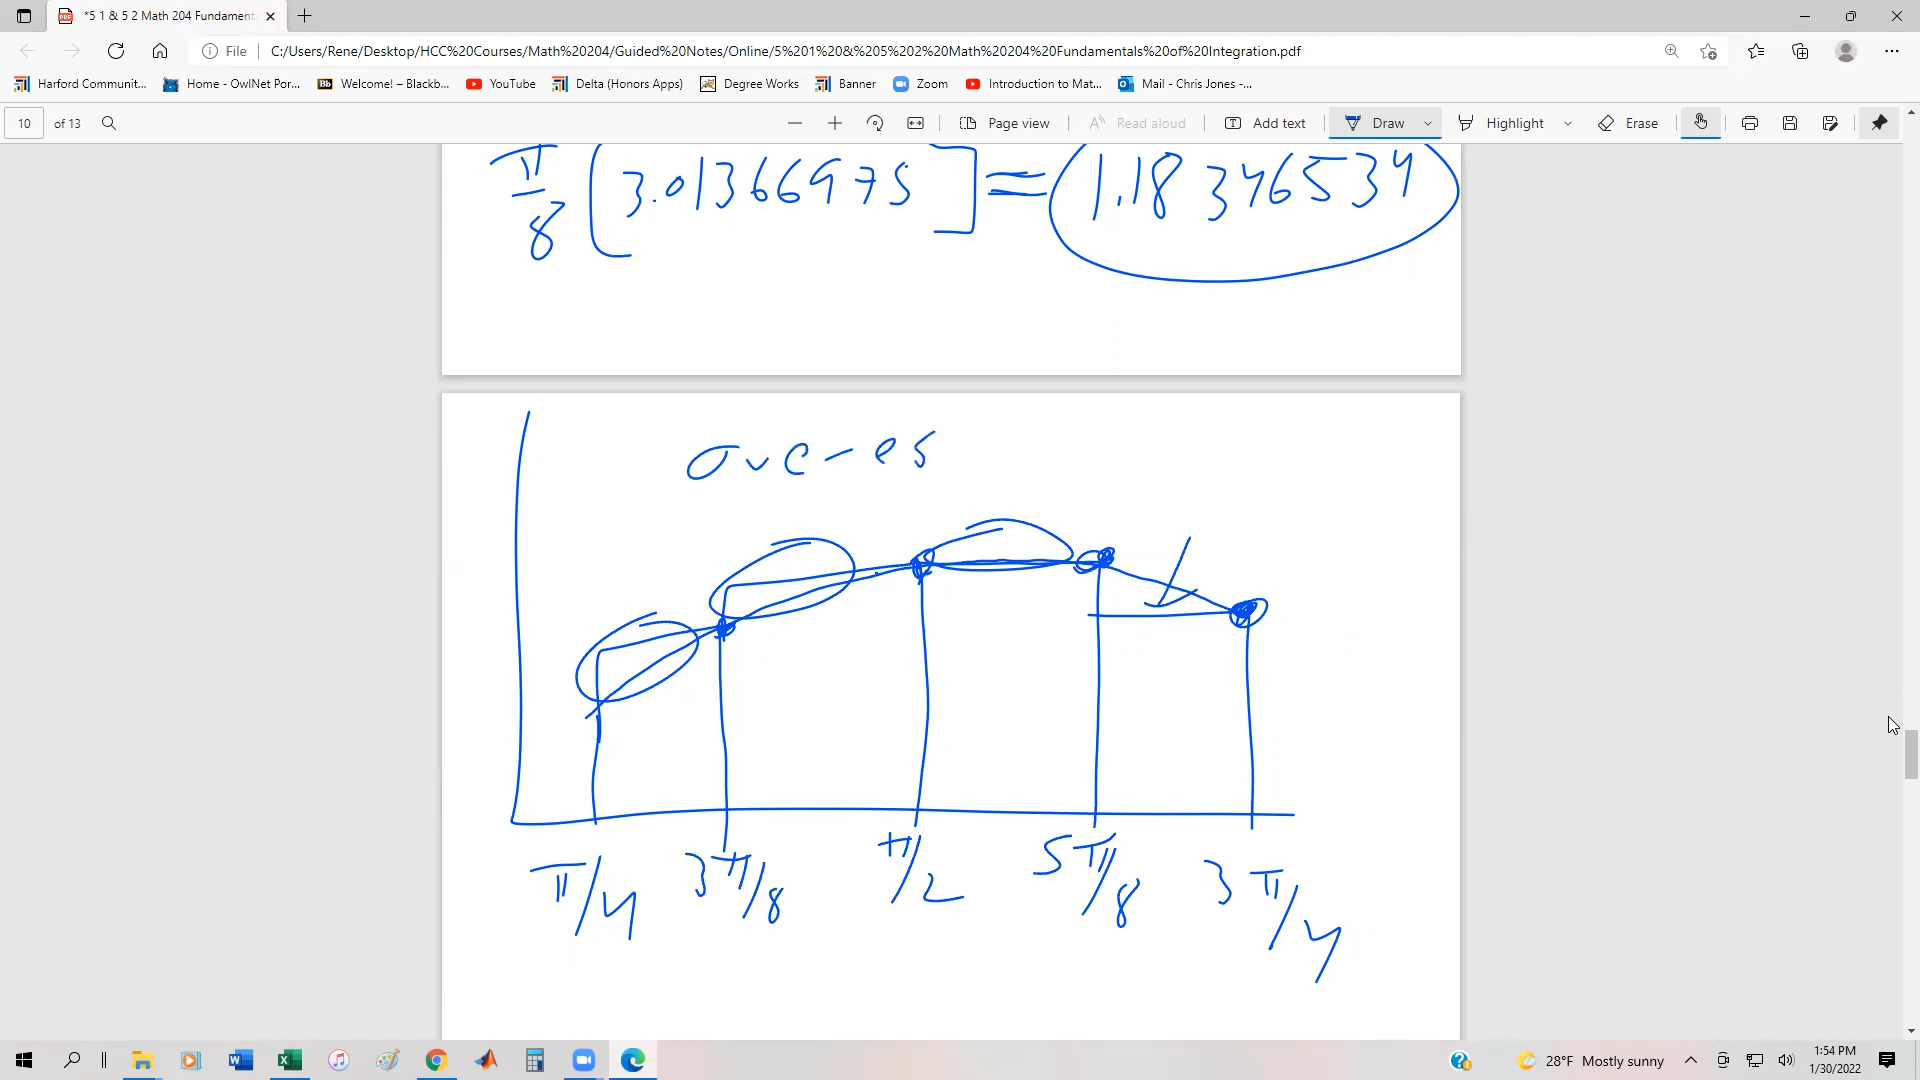 *5 1 & 5 2 Math 204 Fundament
File C:/Users/Rene/Desktop/HCC%20Courses/Math%20204/Guided%20Notes/Online/5%201%20&%205%202%20Math%20204%20Fundamentals%20of%20Integration.pdf
Harford Communit... Home - OwlNet Por... Bb Welcome! – Blackb... YouTube Delta (Honors Apps) Degree Works Banner Zoom Introduction to Mat... Mail - Chris Jones -...
10 of 13 Page view Read aloud Add text Draw Highlight Erase
π/8 [3.01366975] = 1.18346534
ove-es
π/4 3π/8 π/2 5π/8 3π/4
28°F Mostly sunny 1:54 PM
1/30/2022